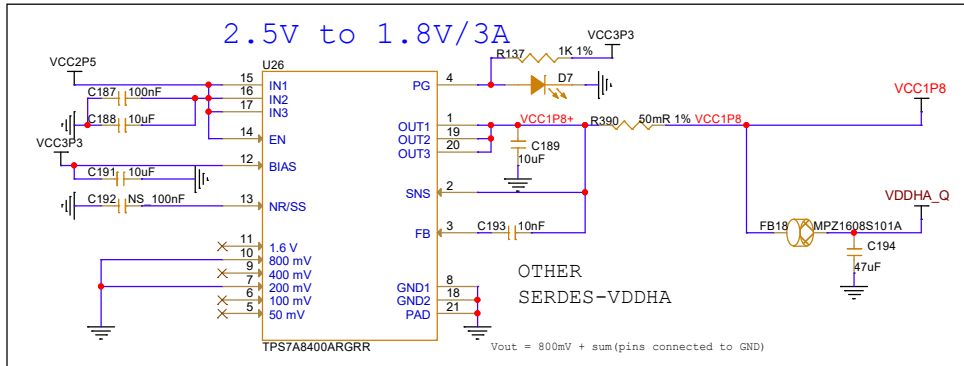 2.5V to 1.8V/3A
VCC3P3
R137 1K 1%
VCC2P5
U26
15 IN1
16 IN2
17 IN3
14 EN
12 BIAS
13 NR/SS
11 1.6 V
10 800 mV
9 400 mV
7 200 mV
6 100 mV
5 50 mV
PG 4
OUT1 1
OUT2 19
OUT3 20
SNS 2
FB 3
GND1 8
GND2 18
PAD 21
TPS7A8400ARGRR
C187 100nF
C188 10uF
VCC3P3
C191 10uF
C192 NS_100nF
D7
VCC1P8+
R390 50mR 1%
VCC1P8
VCC1P8
C189
10uF
C193 10nF
VDDHA_Q
FB18 MPZ1608S101A
C194
47uF
OTHER
SERDES-VDDHA
Vout = 800mV + sum(pins connected to GND)